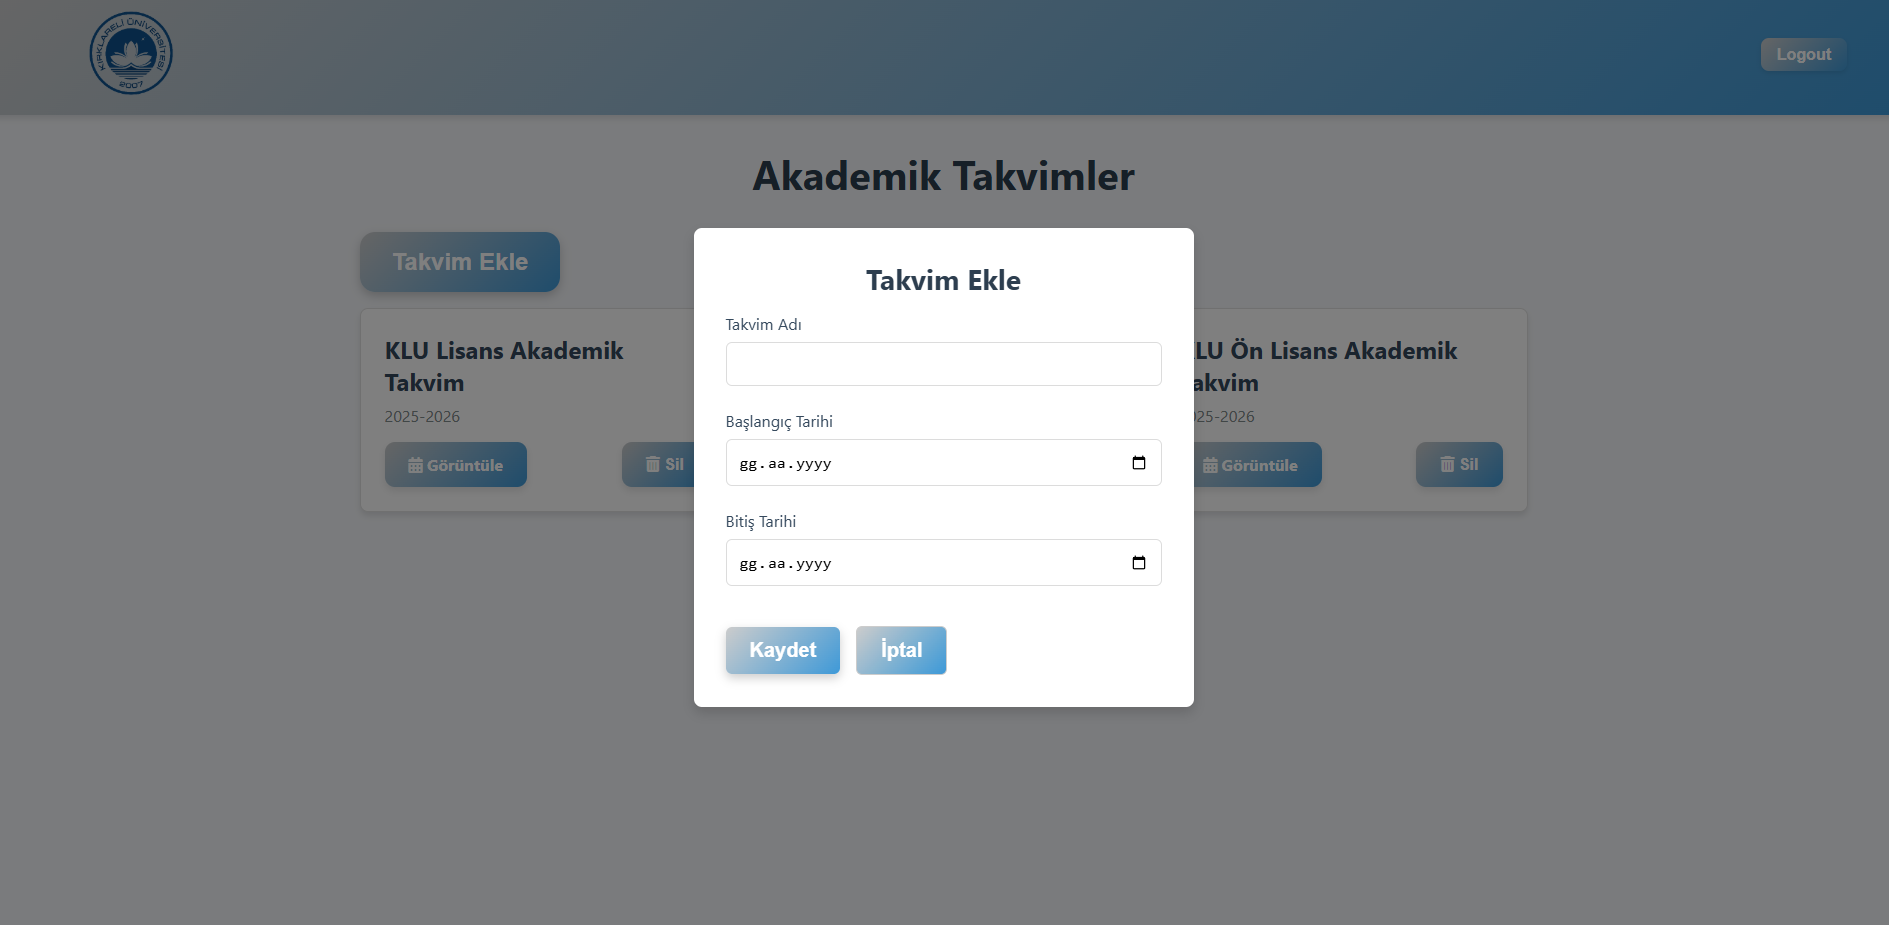 KIRKLARELİ ÜNİVERSİTESİ
2007
Logout
Akademik Takvimler
Takvim Ekle
KLU Lisans Akademik
Takvim
2025-2026
Görüntüle
Sil
Takvim Ekle
Takvim Adı
Başlangıç Tarihi
gg.aa.yyyy
Bitiş Tarihi
gg.aa.yyyy
Kaydet
İptal
LU Ön Lisans Akademik
akvim
025-2026
Görüntüle
Sil